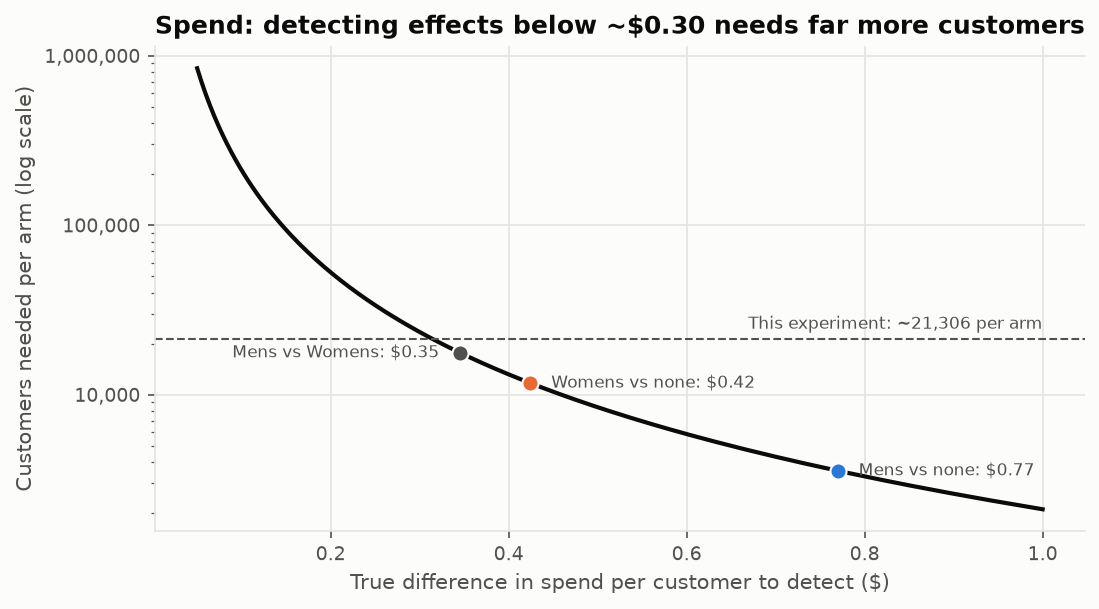 Spend: detecting effects below ~$0.30 needs far more customers
Customers needed per arm (log scale)
1,000,000
100,000
10,000
This experiment: ~21,306 per arm
Mens vs Womens: $0.35
Womens vs none: $0.42
Mens vs none: $0.77
0.2
0.4
0.6
0.8
1.0
True difference in spend per customer to detect ($)